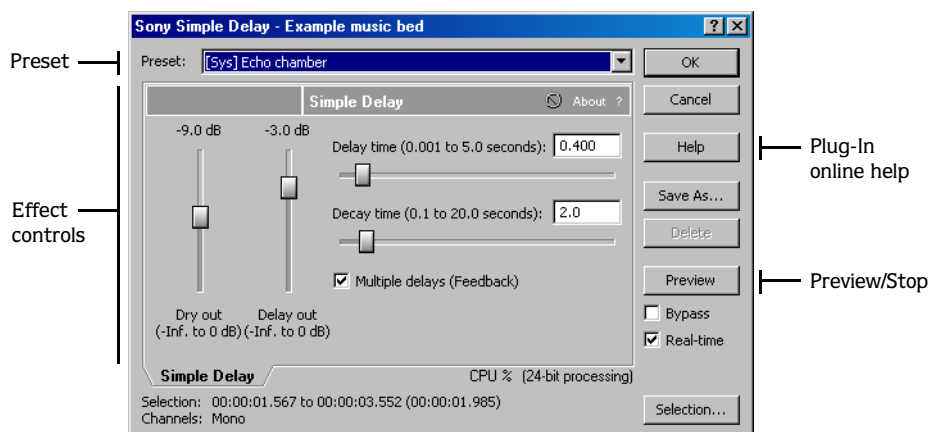 Sony Simple Delay - Example music bed
Preset
Preset: [Sys] Echo chamber
OK
Simple Delay About ?
Cancel
-9.0 dB -3.0 dB
Delay time (0.001 to 5.0 seconds): 0.400
Help
Plug-In
online help
Effect
controls
Decay time (0.1 to 20.0 seconds): 2.0
Save As...
Delete
Multiple delays (Feedback)
Preview
Preview/Stop
Dry out
(-Inf. to 0 dB)
Delay out
(-Inf. to 0 dB)
Bypass
Real-time
Simple Delay
CPU % (24-bit processing)
Selection: 00:00:01.567 to 00:00:03.552 (00:00:01.985)
Channels: Mono
Selection...